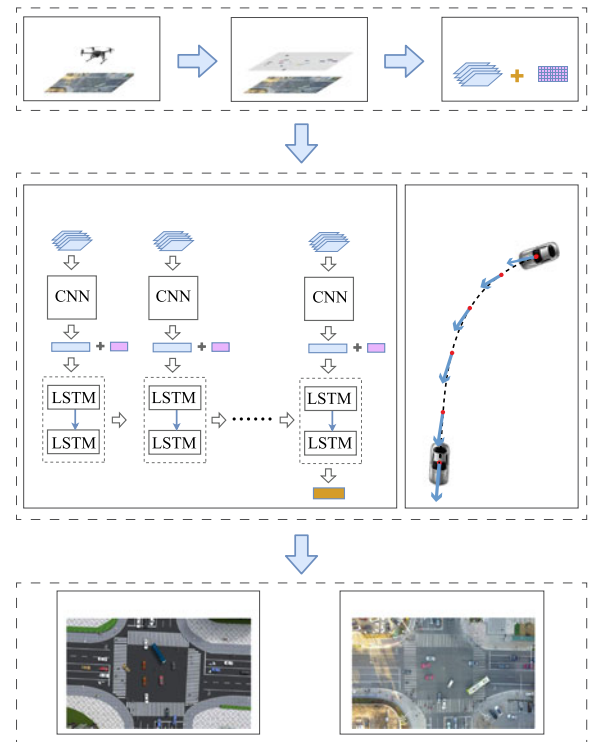 CNN
CNN
CNN
+
+
+
+
LSTM
LSTM
LSTM
LSTM
......
LSTM
LSTM